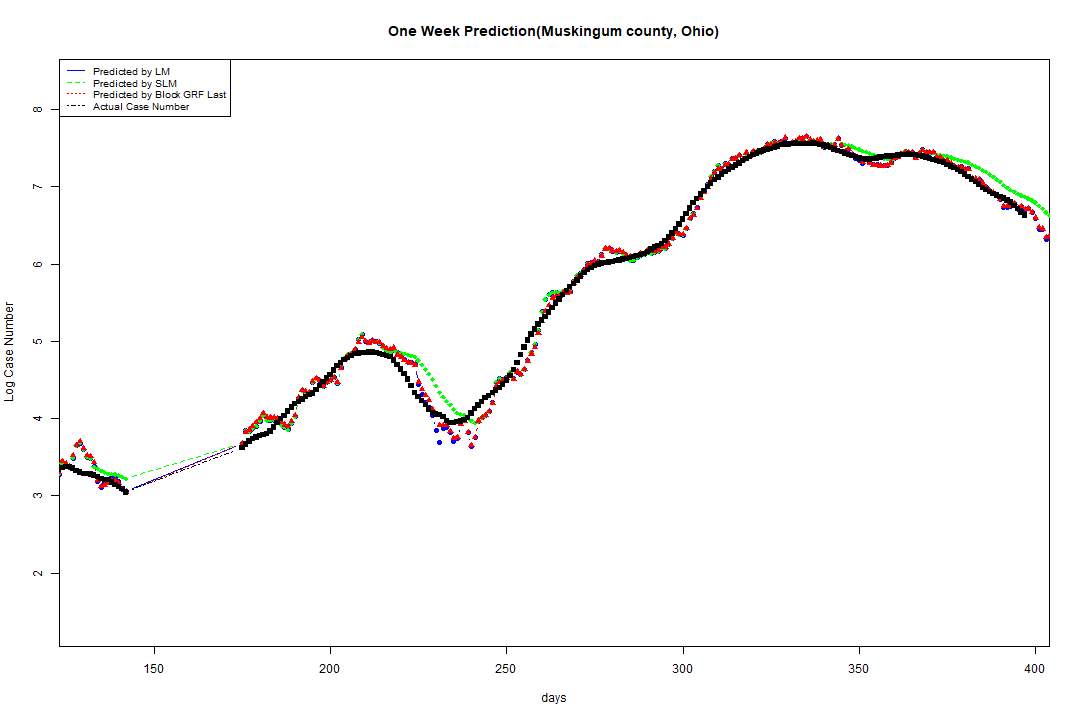 One Week Prediction(Muskingum county, Ohio)
Predicted by LM
Predicted by SLM
Predicted by Block GRF Last
Actual Case Number
8
7
6
5
4
3
2
Log Case Number
150 200 250 300 350 400
days